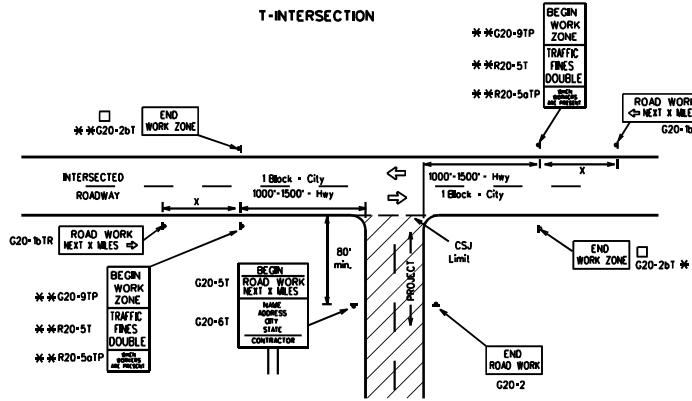 T-INTERSECTION
BEGIN
WORK
ZONE
TRAFFIC
FINES
DOUBLE
WHEN
WORKERS
ARE PRESENT
* *G20-9TP
* *R20-5T
* *R20-5aTP
ROAD WORK
⇦ NEXT X MILES
G20-1b
END
WORK ZONE
□
* *G20-2bT
INTERSECTED
ROADWAY
1 Block - City
1000'-1500' - Hwy
⇦
⇨
1000'-1500' - Hwy
1 Block - City
X
X
G20-1bTR
ROAD WORK
NEXT X MILES ⇨
80'
min.
CSJ
Limit
END
WORK ZONE
□
G20-2bT *
BEGIN
WORK
ZONE
TRAFFIC
FINES
DOUBLE
WHEN
WORKERS
ARE PRESENT
* *G20-9TP
* *R20-5T
* *R20-5aTP
G20-5T
G20-6T
BEGIN
ROAD WORK
NEXT X MILES
NAME
ADDRESS
CITY
STATE
CONTRACTOR
PROJECT
END
ROAD WORK
G20-2